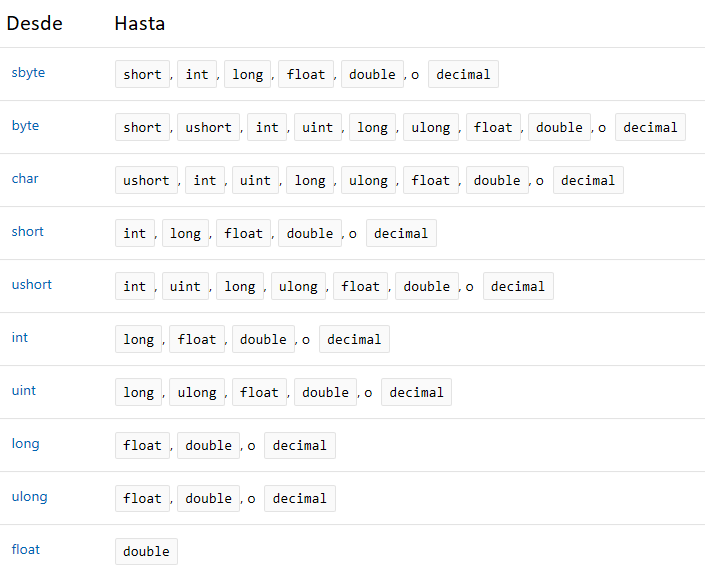 Desde Hasta
sbyte short, int, long, float, double, o decimal
byte short, ushort, int, uint, long, ulong, float, double, o decimal
char ushort, int, uint, long, ulong, float, double, o decimal
short int, long, float, double, o decimal
ushort int, uint, long, ulong, float, double, o decimal
int long, float, double, o decimal
uint long, ulong, float, double, o decimal
long float, double, o decimal
ulong float, double, o decimal
float double